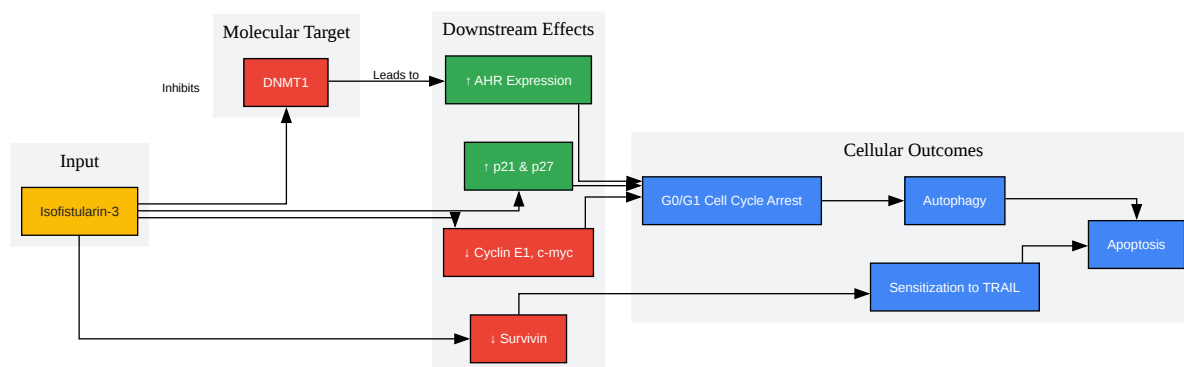 Input
Isofistularin-3
Inhibits
Molecular Target
DNMT1
Leads to
Downstream Effects
↑ AHR Expression
↑ p21 & p27
↓ Cyclin E1, c-myc
↓ Survivin
Cellular Outcomes
G0/G1 Cell Cycle Arrest
Autophagy
Apoptosis
Sensitization to TRAIL